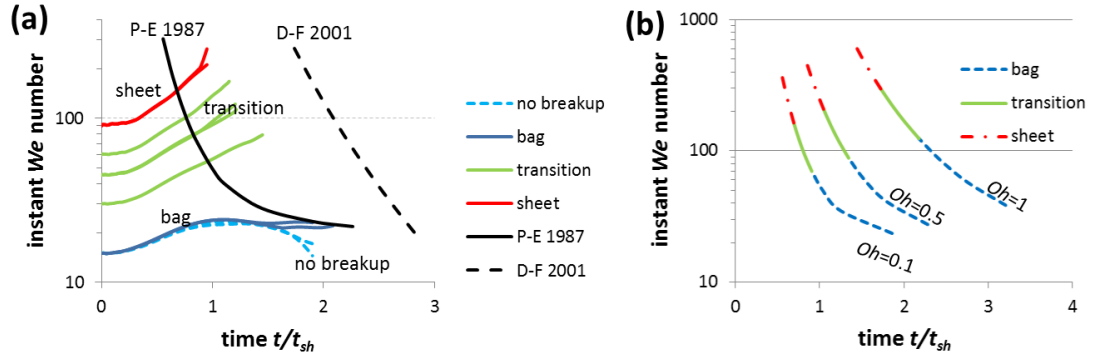 (a)
P-E 1987
D-F 2001
sheet
transition
bag
no breakup
100
10
0
1
2
3
instant We number
time t/tsh
no breakup
bag
transition
sheet
P-E 1987
D-F 2001
(b)
1000
100
10
0
1
2
3
4
instant We number
time t/tsh
bag
transition
sheet
Oh=1
Oh=0.5
Oh=0.1